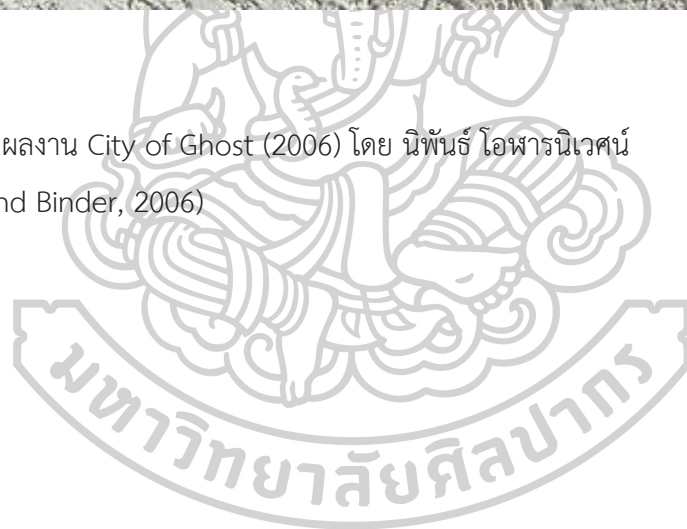 ผลงาน City of Ghost (2006) โดย นิพันธ์ โอฬารนิเวศน์
nd Binder, 2006)
มหาวิทยาลัยศิลปากร